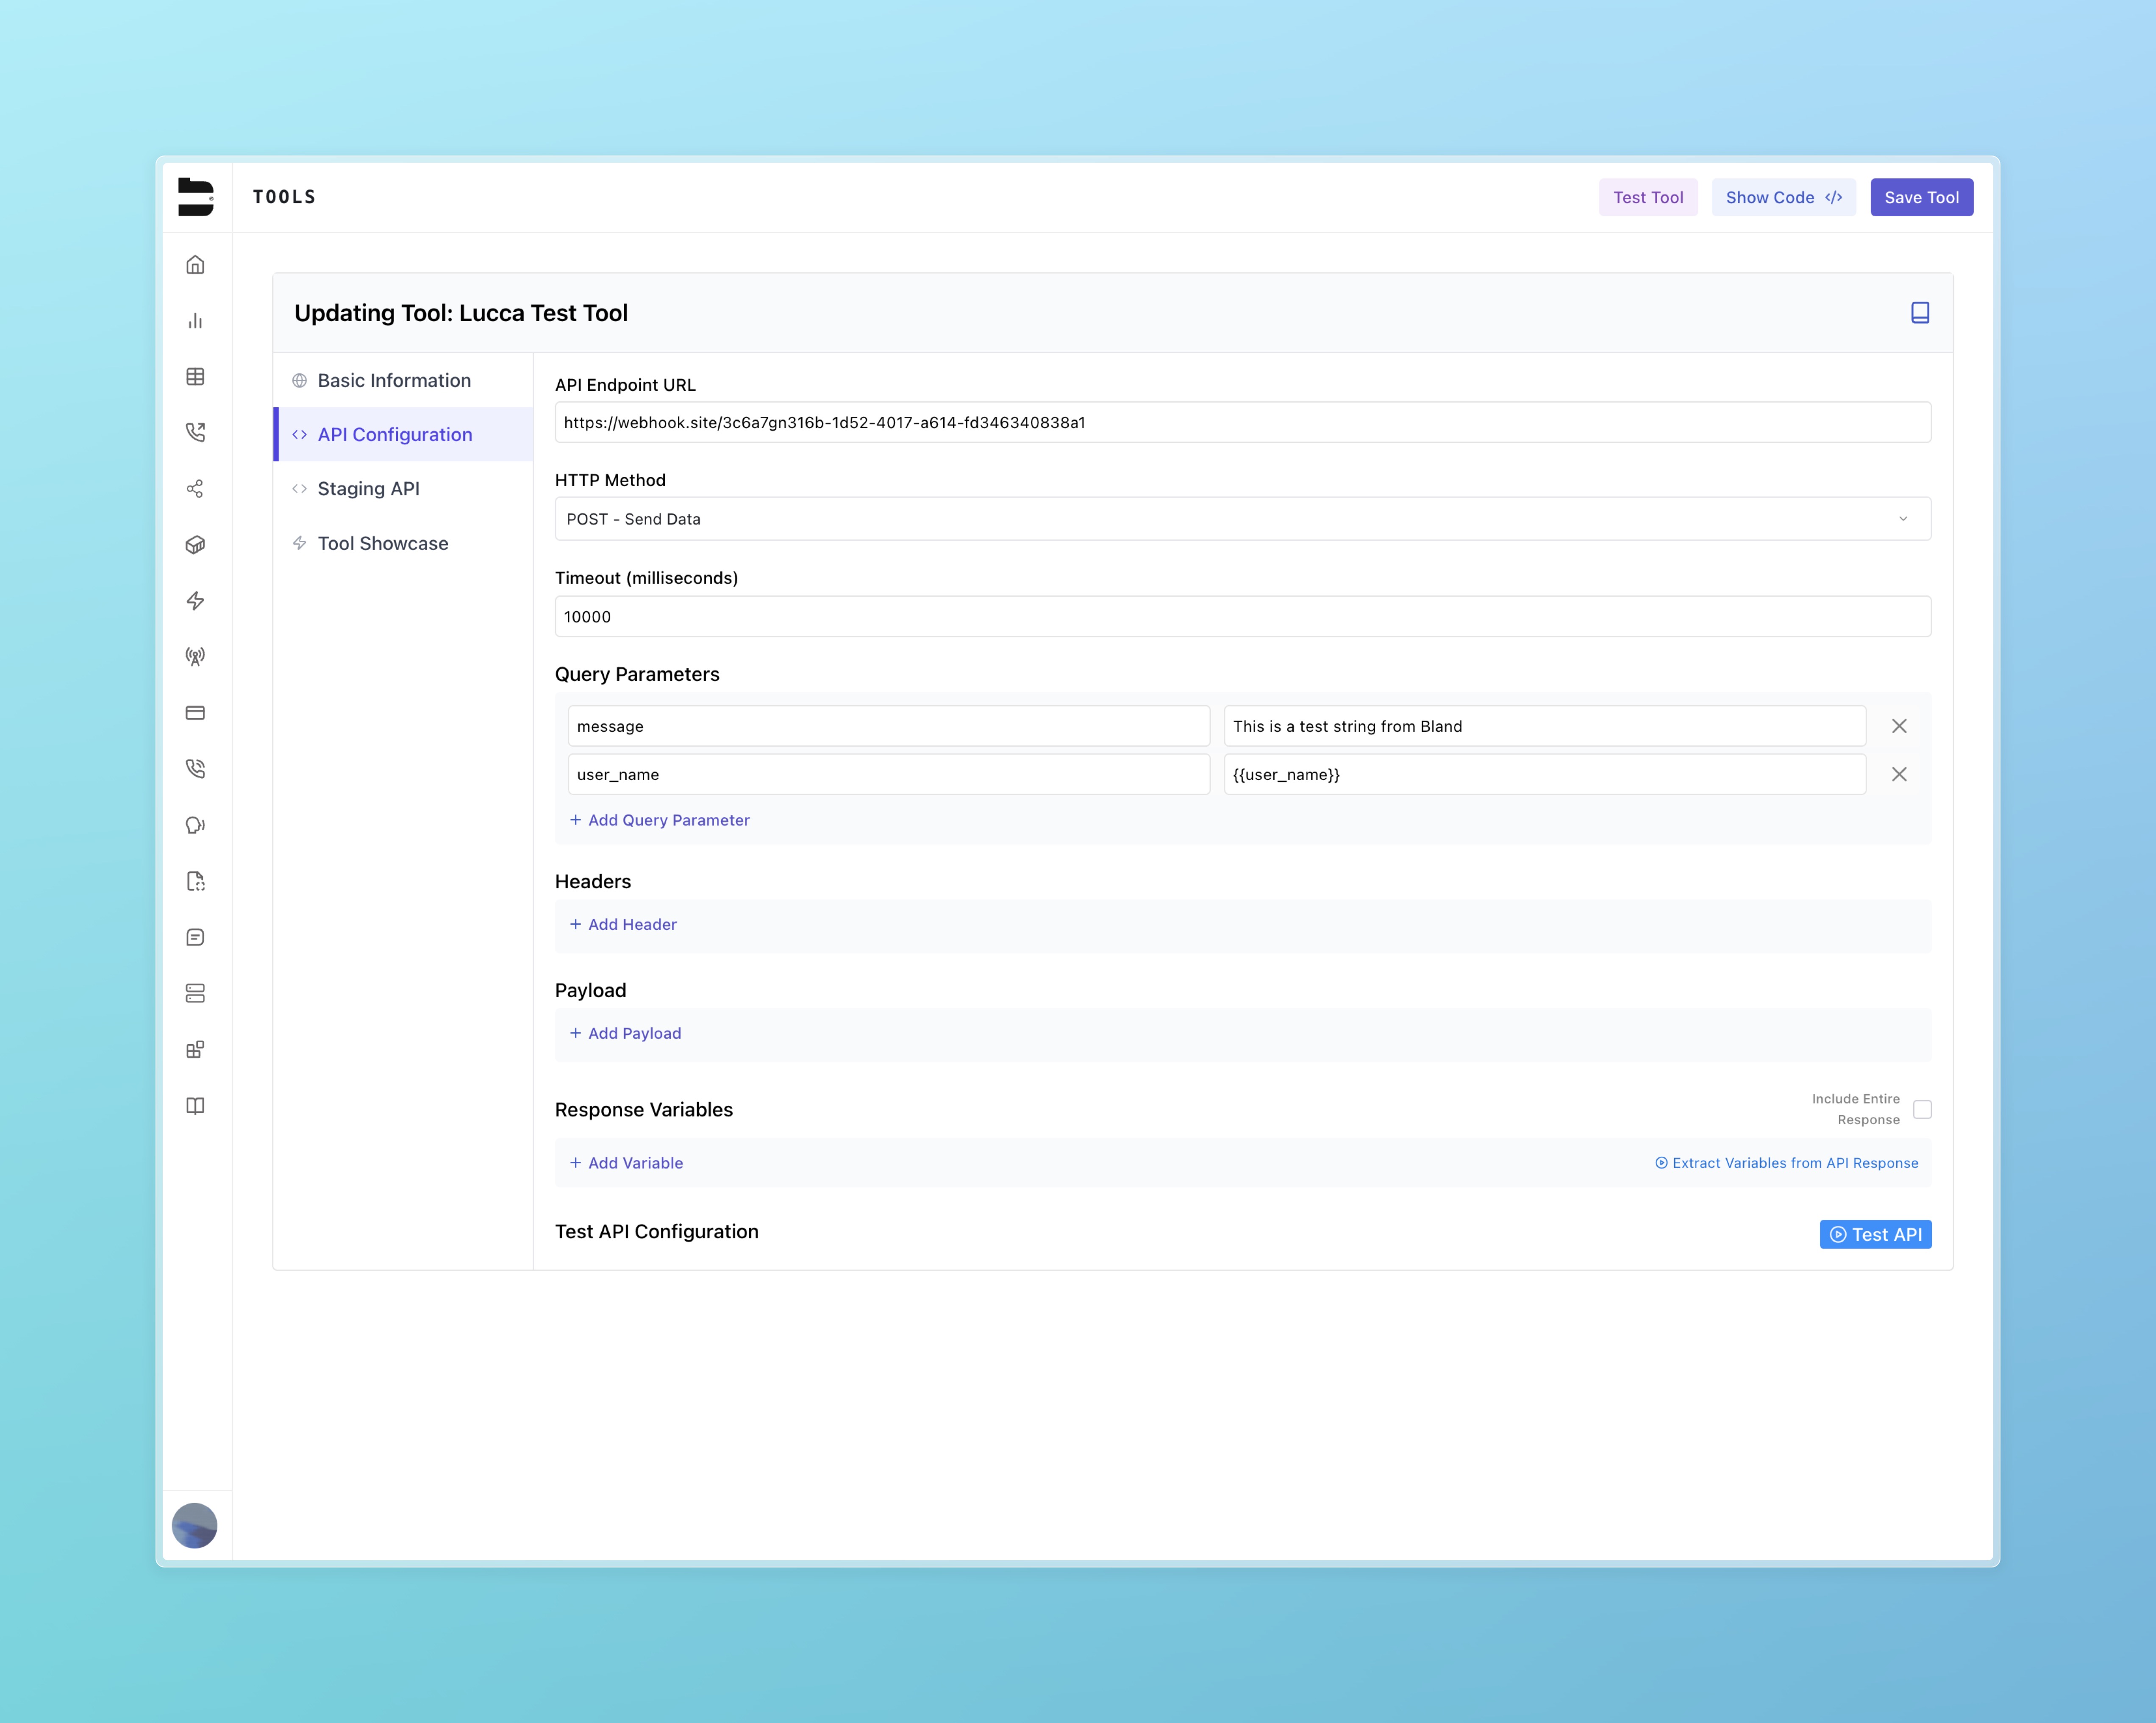 TOOLS
Test Tool
Show Code </>
Save Tool
Updating Tool: Lucca Test Tool
Basic Information
API Configuration
Staging API
Tool Showcase
API Endpoint URL
https://webhook.site/3c6a7gn316b-1d52-4017-a614-fd346340838a1
HTTP Method
POST - Send Data
Timeout (milliseconds)
10000
Query Parameters
message
This is a test string from Bland
user_name
{{user_name}}
+ Add Query Parameter
Headers
+ Add Header
Payload
+ Add Payload
Response Variables
Include Entire
Response
+ Add Variable
Extract Variables from API Response
Test API Configuration
Test API